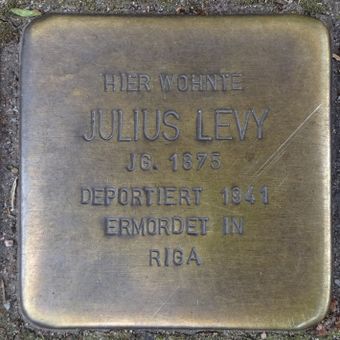 HIER WOHNTE
JULIUS LEVY
JG. 1875
DEPORTIERT 1941
ERMORDET IN
RIGA